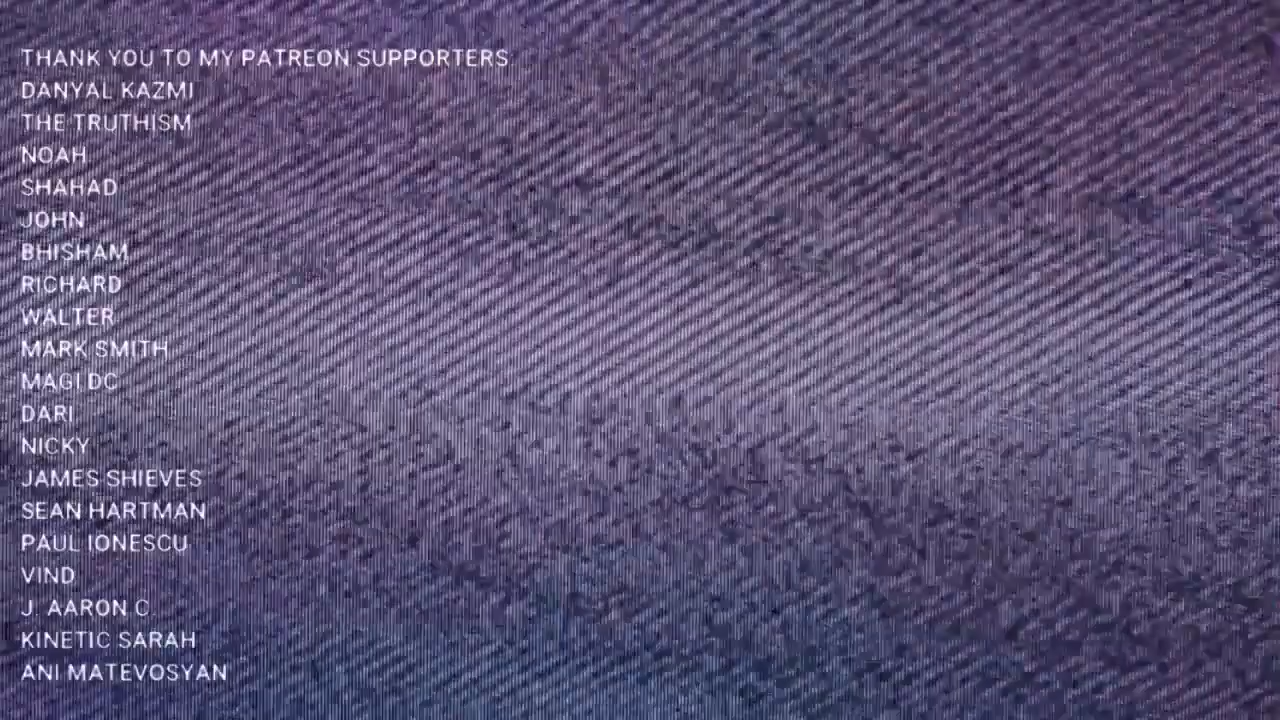 THANK YOU TO MY PATREON SUPPORTERS
DANYAL KAZMI
THE TRUTHISM
NOAH
SHAHAD
JOHN
BHISHAM
RICHARD
WALTER
MARK SMITH
MAGI DC
DARI
NICKY
JAMES SHIEVES
SEAN HARTMAN
PAUL IONESCU
VIND
J. AARON C.
KINETIC SARAH
ANI MATEVOSYAN